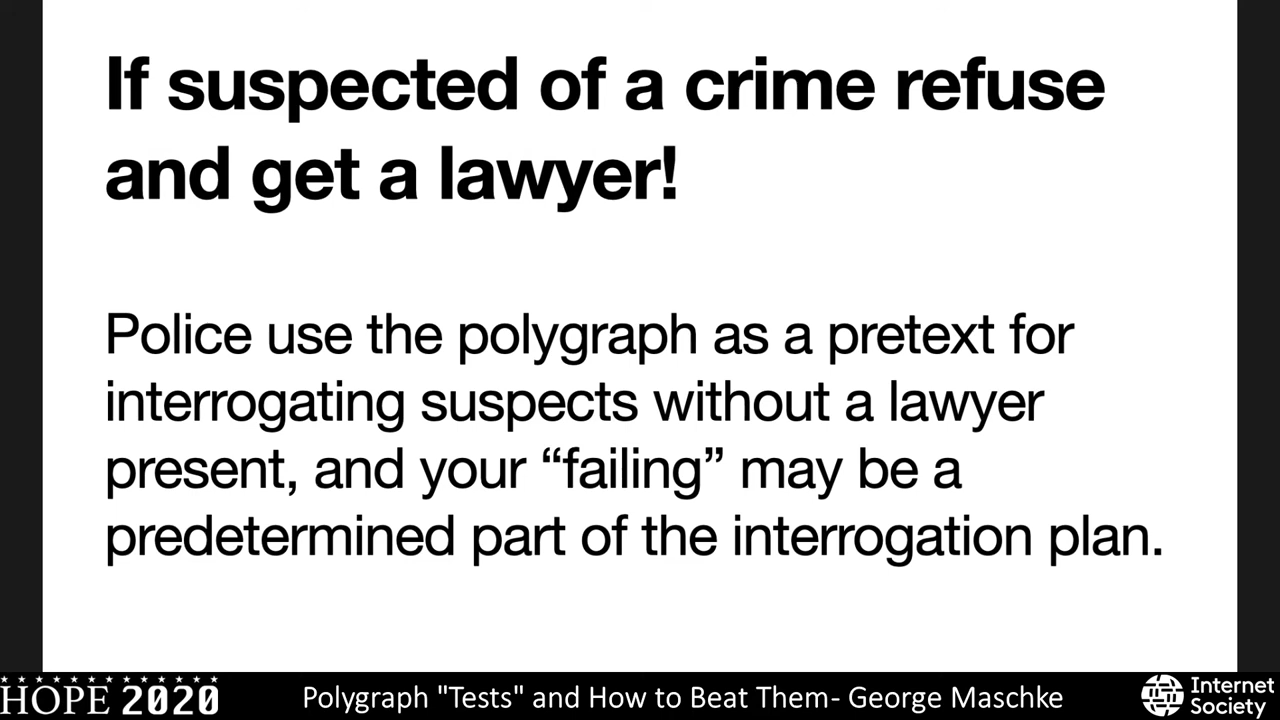 If suspected of a crime refuse
and get a lawyer!
Police use the polygraph as a pretext for
interrogating suspects without a lawyer
present, and your “failing” may be a
predetermined part of the interrogation plan.
HOPE 2020
Polygraph "Tests" and How to Beat Them- George Maschke
Internet
Society